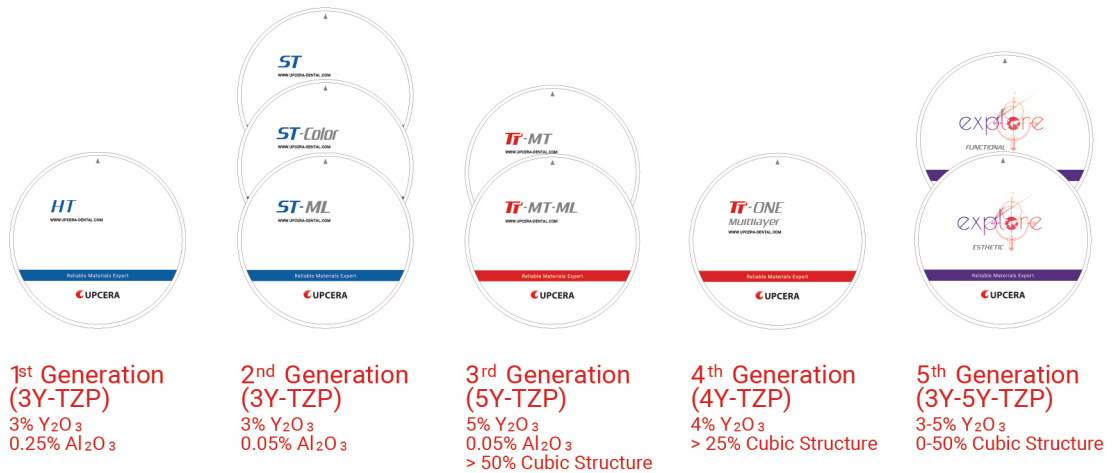 HT
WWW.UPCERA-DENTAL.COM
Reliable Materials Expert
UPCERA
1st Generation
(3Y-TZP)
3% Y₂O₃
0.25% Al₂O₃
ST
WWW.UPCERA-DENTAL.COM
ST-Color
WWW.UPCERA-DENTAL.COM
ST-ML
WWW.UPCERA-DENTAL.COM
Reliable Materials Expert
UPCERA
2nd Generation
(3Y-TZP)
3% Y₂O₃
0.05% Al₂O₃
TT-MT
WWW.UPCERA-DENTAL.COM
TT-MT-ML
WWW.UPCERA-DENTAL.COM
Reliable Materials Expert
UPCERA
3rd Generation
(5Y-TZP)
5% Y₂O₃
0.05% Al₂O₃
> 50% Cubic Structure
TT-ONE
Multilayer
WWW.UPCERA-DENTAL.COM
Reliable Materials Expert
UPCERA
4th Generation
(4Y-TZP)
4% Y₂O₃
> 25% Cubic Structure
explore
FUNCTIONAL
explore
ESTHETIC
Reliable Materials Expert
UPCERA
5th Generation
(3Y-5Y-TZP)
3-5% Y₂O₃
0-50% Cubic Structure